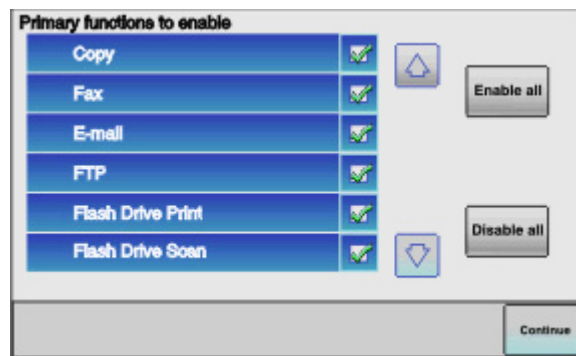 Primary functions to enable
Copy
Fax
E-mail
FTP
Flash Drive Print
Flash Drive Scan
Enable all
Disable all
Continue